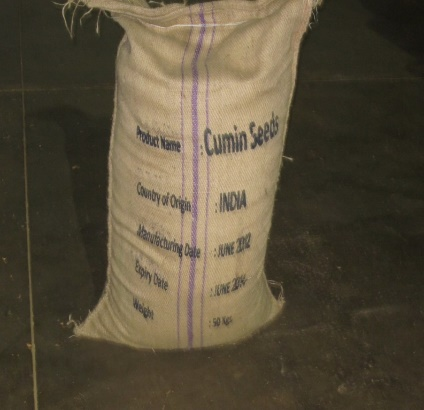 Product Name : Cumin Seeds
Country of Origin : INDIA
Manufacturing Date : JUNE 2012
Expiry Date : JUNE 2014
Weight : 50 Kgs.